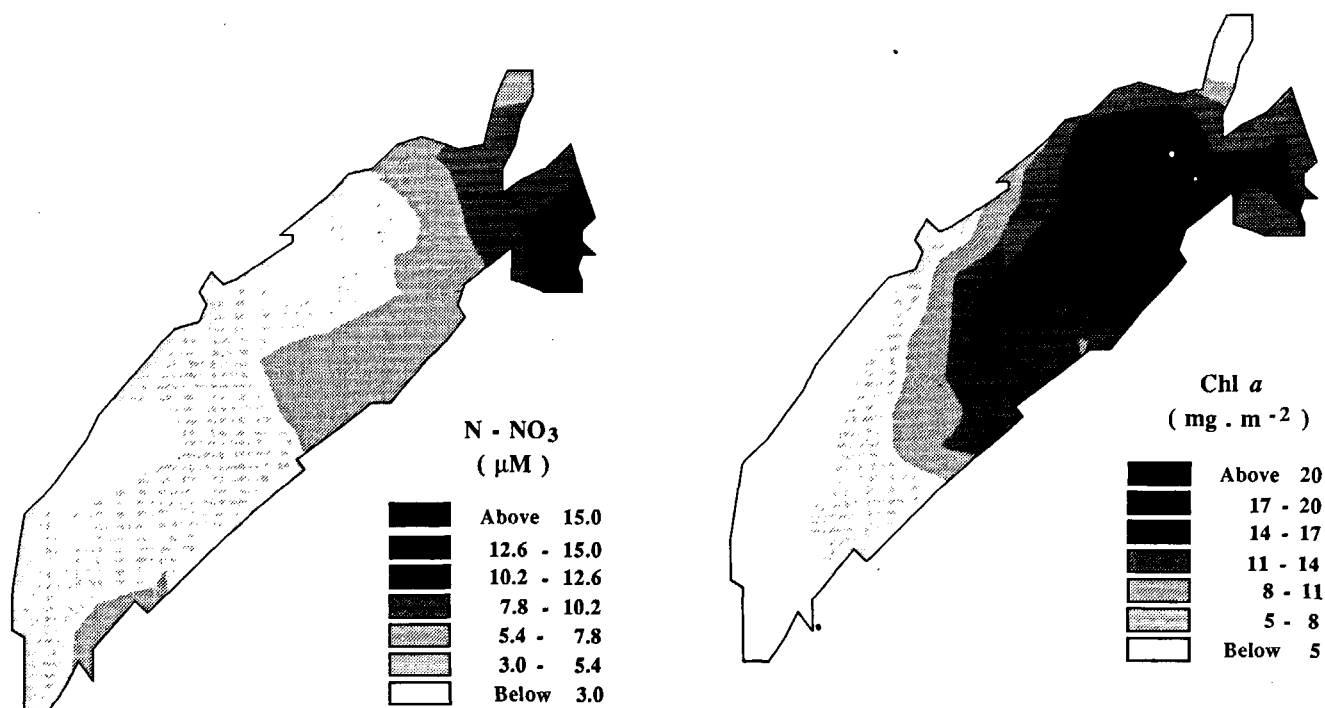 N - NO3
( μM )
Above 15.0
12.6 - 15.0
10.2 - 12.6
7.8 - 10.2
5.4 - 7.8
3.0 - 5.4
Below 3.0
Chl a
( mg . m -2 )
Above 20
17 - 20
14 - 17
11 - 14
8 - 11
5 - 8
Below 5